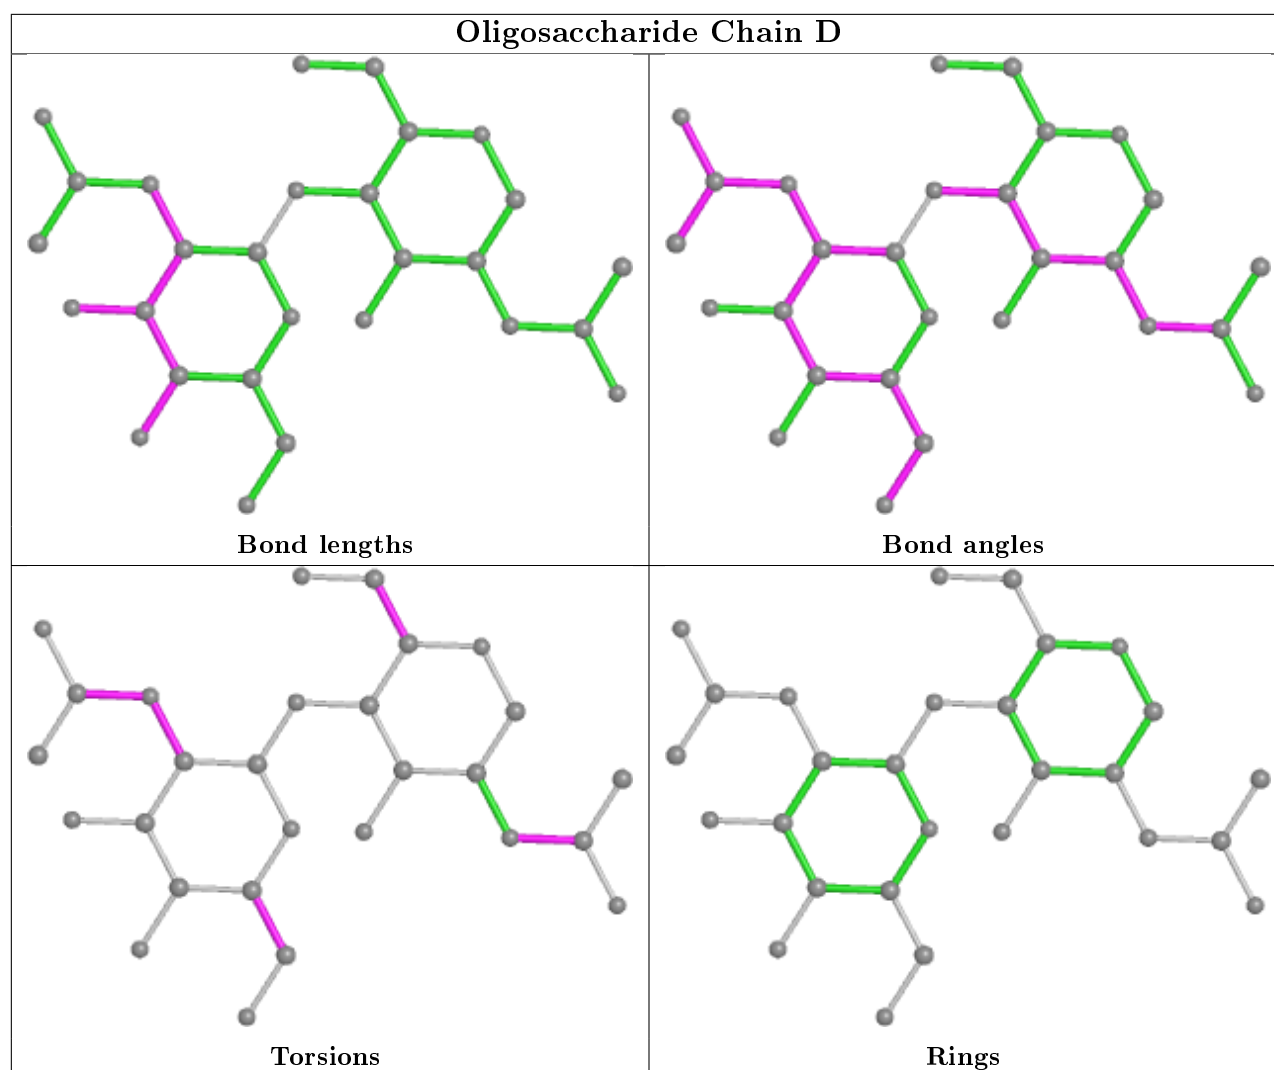 Oligosaccharide Chain D
Bond lengths
Bond angles
Torsions
Rings